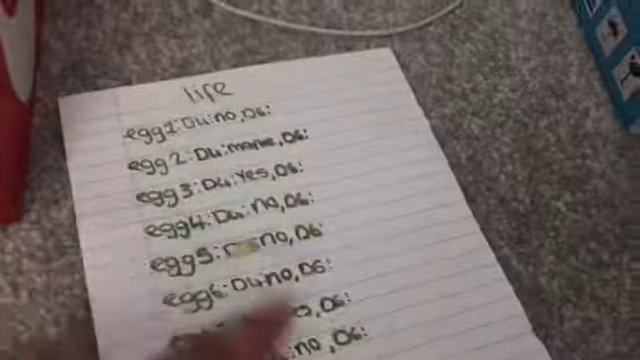 life
egg1:D4:no,D6:
egg2:D4:maybe,D6:
egg3:D4:Yes,D6:
egg4:D4:No,D6:
egg5: no,D6:
egg6:D4:no,D6:
,D6:
:no,D6: